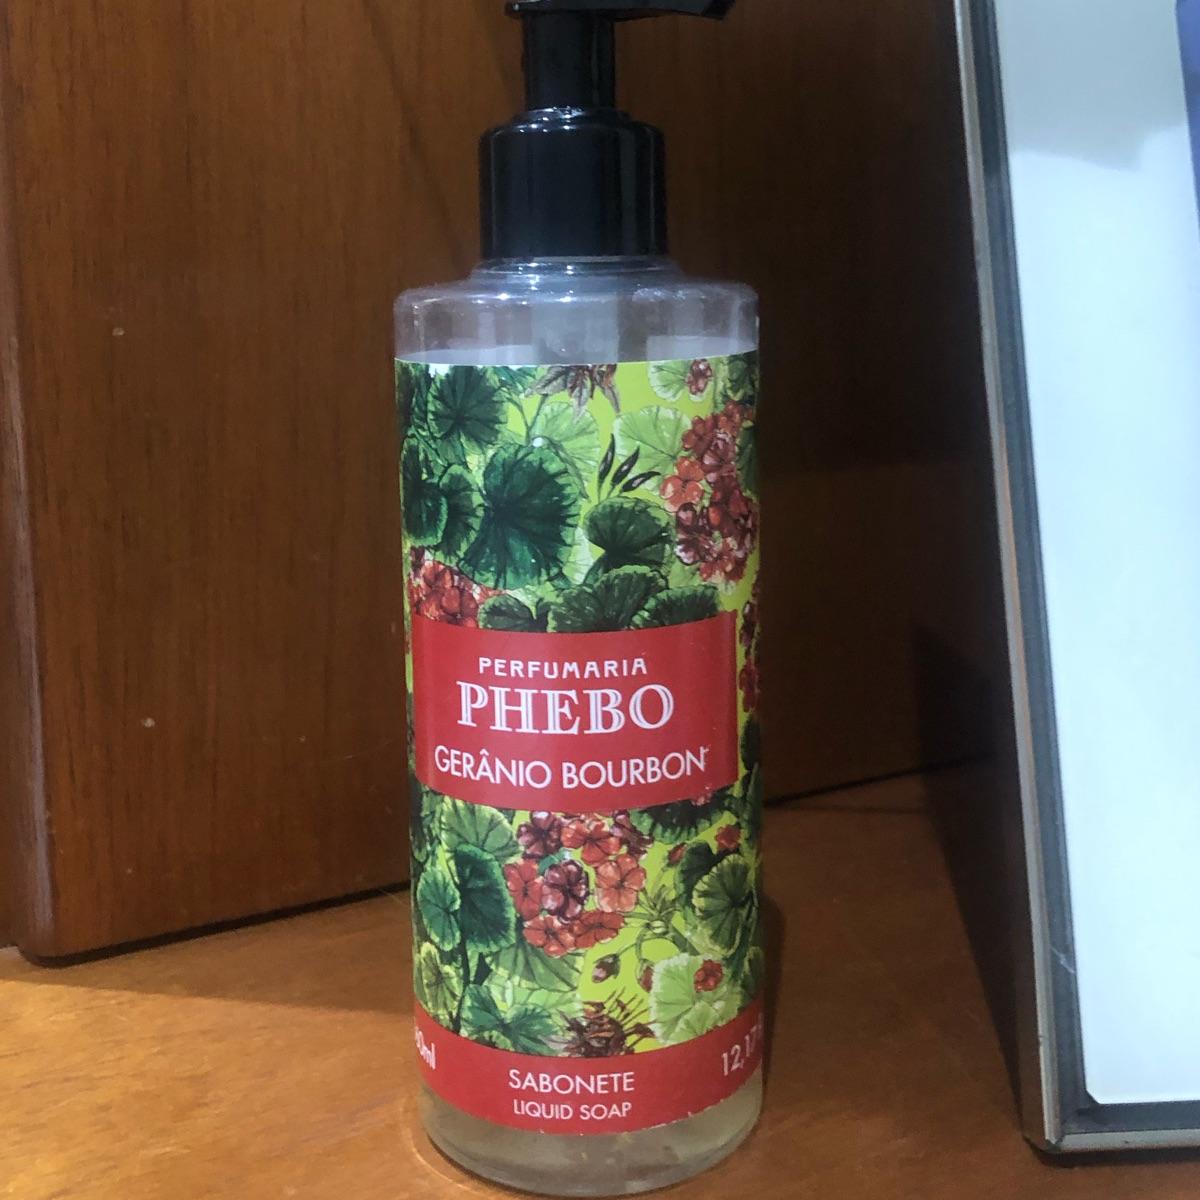 PERFUMARIA
PHEBO
GERÂNIO BOURBON
SABONETE
LIQUID SOAP